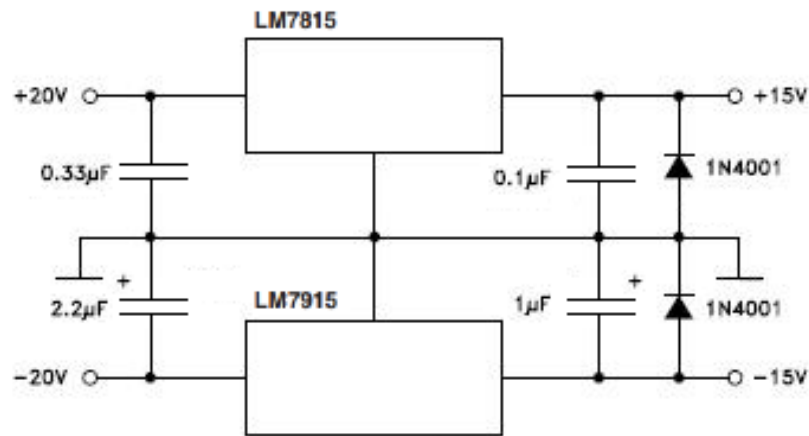 LM7815
+20V
+15V
0.33µF
0.1µF
1N4001
+
+
2.2µF
LM7915
1µF
1N4001
-20V
-15V